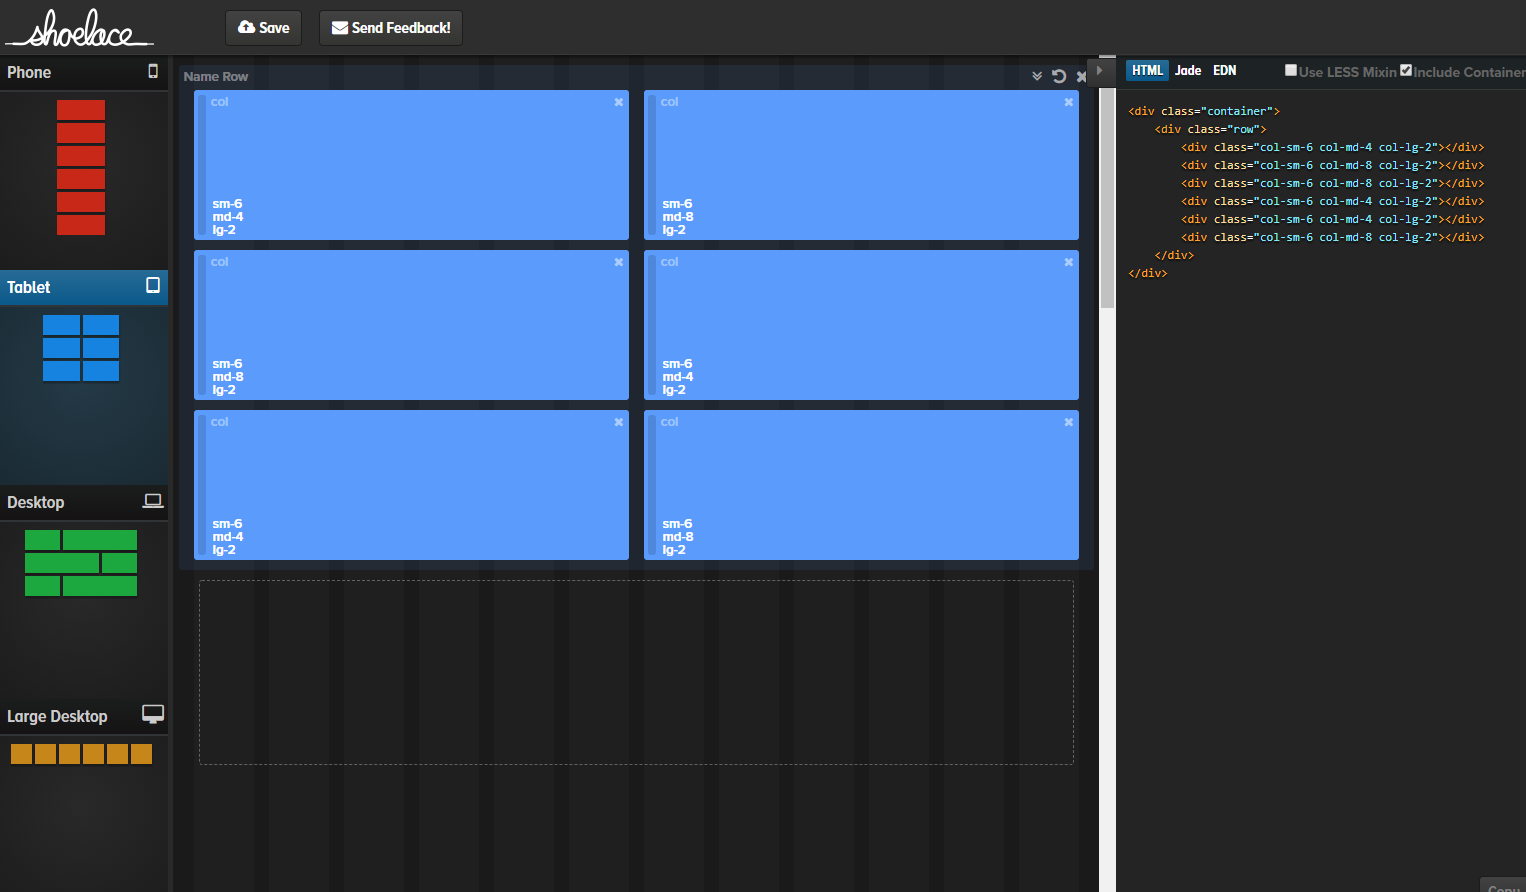 shoelace
Save
Send Feedback!
Phone
Tablet
Desktop
Large Desktop
Name Row
col
sm-6
md-4
lg-2
col
sm-6
md-8
lg-2
col
sm-6
md-8
lg-2
col
sm-6
md-4
lg-2
col
sm-6
md-4
lg-2
col
sm-6
md-8
lg-2
HTML Jade EDN Use LESS Mixin Include Container
<div class="container">
<div class="row">
<div class="col-sm-6 col-md-4 col-lg-2"></div>
<div class="col-sm-6 col-md-8 col-lg-2"></div>
<div class="col-sm-6 col-md-8 col-lg-2"></div>
<div class="col-sm-6 col-md-4 col-lg-2"></div>
<div class="col-sm-6 col-md-4 col-lg-2"></div>
<div class="col-sm-6 col-md-8 col-lg-2"></div>
</div>
</div>